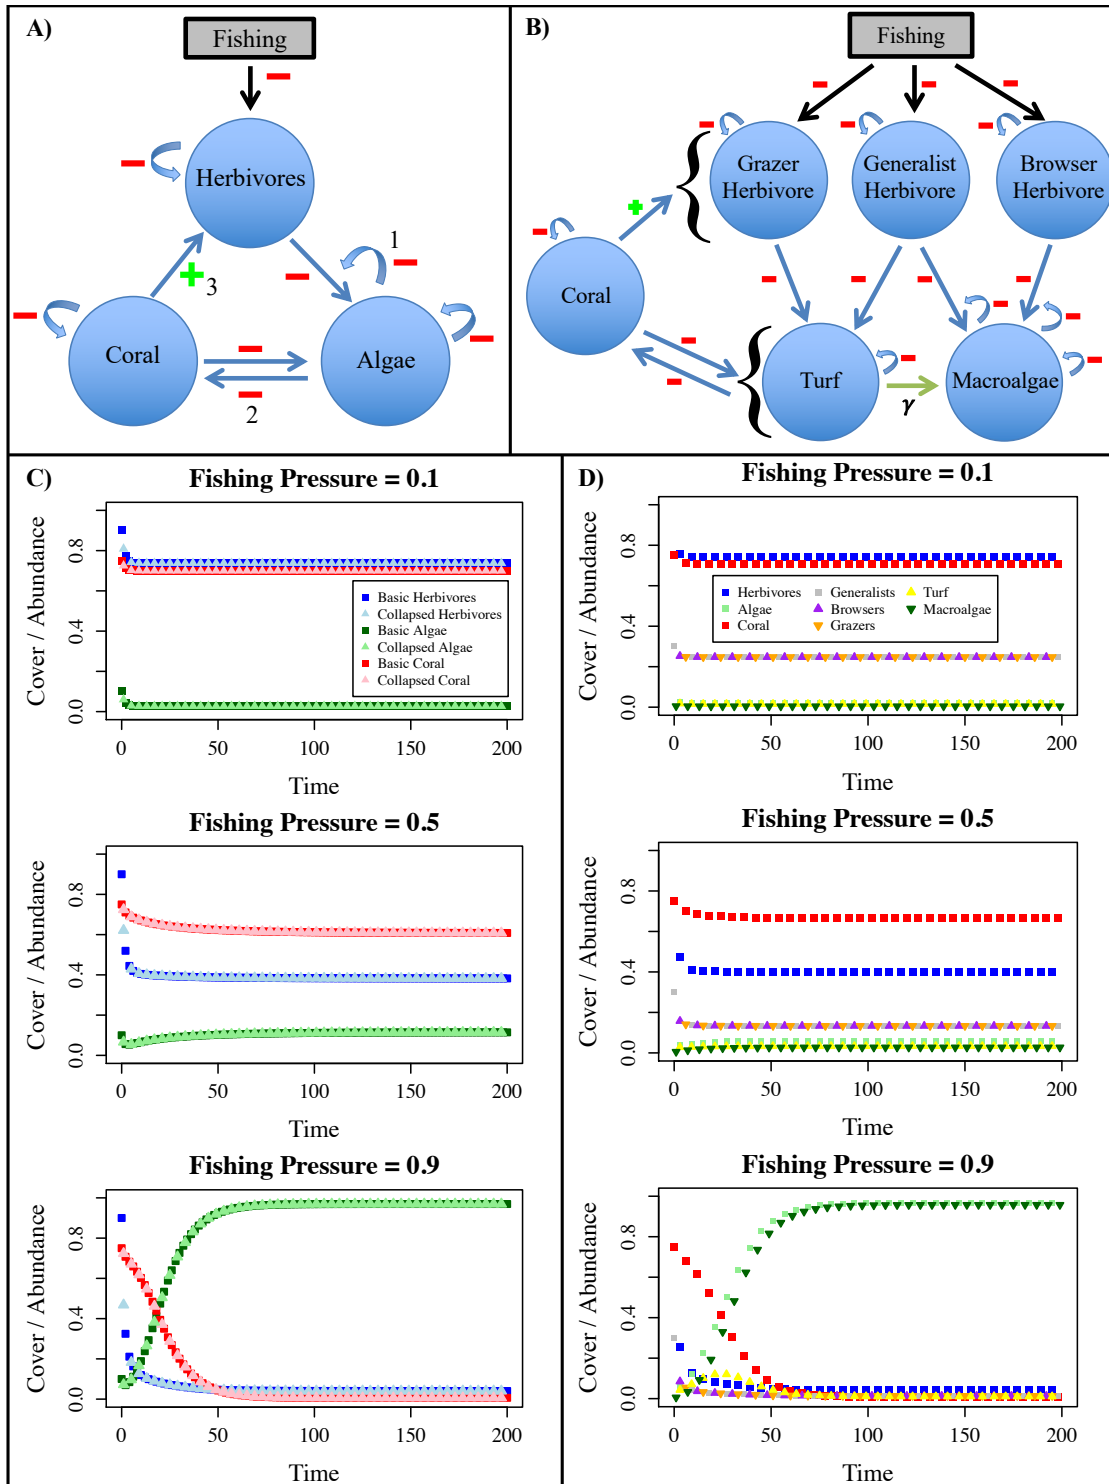 A)
Fishing
Herbivores
1
3
Coral
Algae
2
B)
Fishing
Grazer
Herbivore
Generalist
Herbivore
Browser
Herbivore
Coral
Turf
Macroalgae
γ
C)
Fishing Pressure = 0.1
Cover / Abundance
0.8
0.4
0.0
Basic Herbivores
Collapsed Herbivores
Basic Algae
Collapsed Algae
Basic Coral
Collapsed Coral
0 50 100 150 200
Time
Fishing Pressure = 0.5
Cover / Abundance
0.8
0.4
0.0
0 50 100 150 200
Time
Fishing Pressure = 0.9
Cover / Abundance
0.8
0.4
0.0
0 50 100 150 200
Time
D)
Fishing Pressure = 0.1
Cover / Abundance
0.8
0.4
0.0
Herbivores Generalists Turf
Algae Browsers Macroalgae
Coral Grazers
0 50 100 150 200
Time
Fishing Pressure = 0.5
Cover / Abundance
0.8
0.4
0.0
0 50 100 150 200
Time
Fishing Pressure = 0.9
Cover / Abundance
0.8
0.4
0.0
0 50 100 150 200
Time